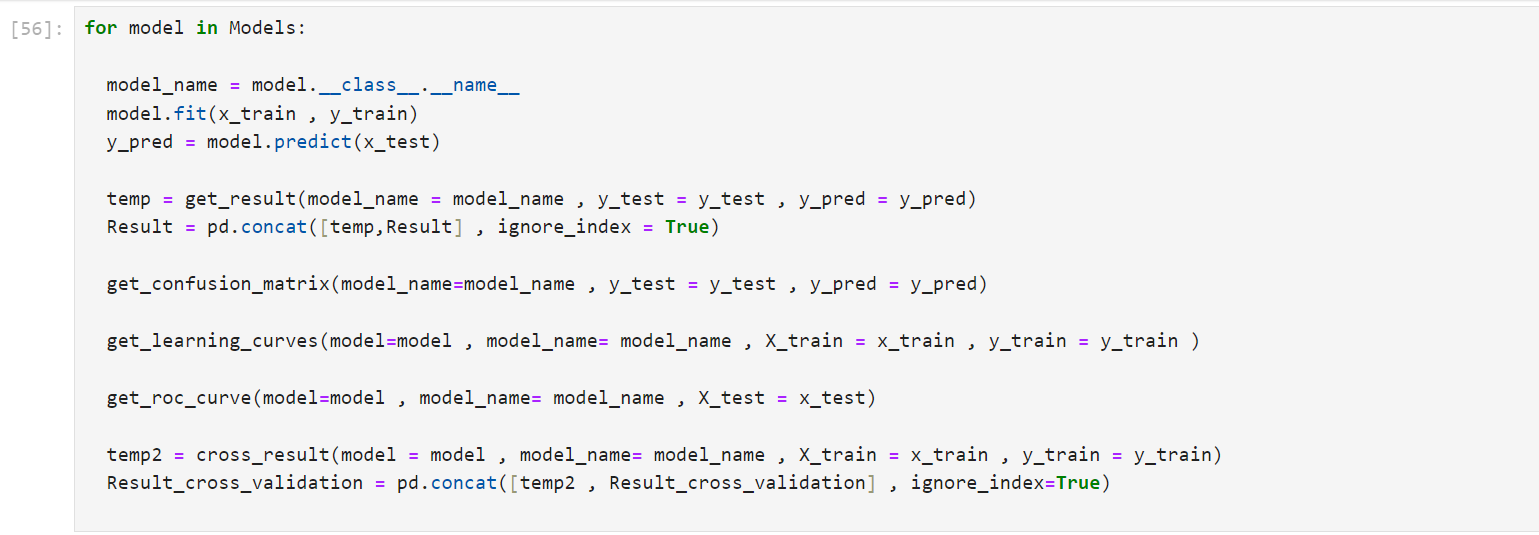 [56]: for model in Models:
model_name = model.__class__.__name__
model.fit(x_train , y_train)
y_pred = model.predict(x_test)
temp = get_result(model_name = model_name , y_test = y_test , y_pred = y_pred)
Result = pd.concat([temp,Result] , ignore_index = True)
get_confusion_matrix(model_name=model_name , y_test = y_test , y_pred = y_pred)
get_learning_curves(model=model , model_name= model_name , X_train = x_train , y_train = y_train )
get_roc_curve(model=model , model_name= model_name , X_test = x_test)
temp2 = cross_result(model = model , model_name= model_name , X_train = x_train , y_train = y_train)
Result_cross_validation = pd.concat([temp2 , Result_cross_validation] , ignore_index=True)